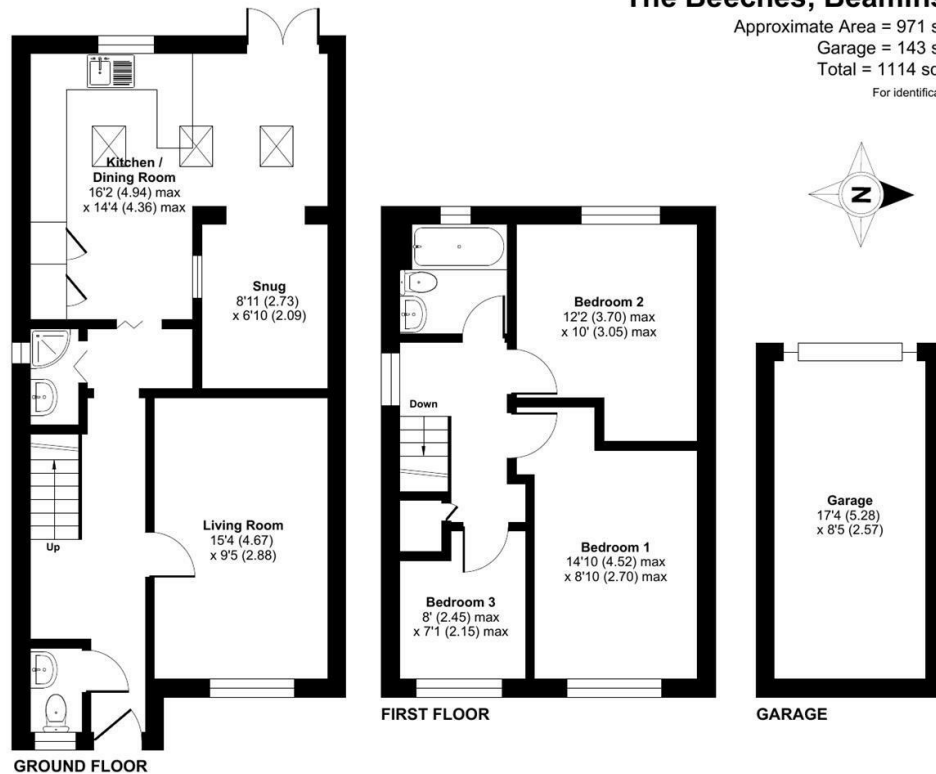 The Beeches, Beamins
Approximate Area = 971 s
Garage = 143 s
Total = 1114 sq
For identifica
N
Kitchen /
Dining Room
16'2 (4.94) max
x 14'4 (4.36) max
Snug
8'11 (2.73)
x 6'10 (2.09)
Up
Living Room
15'4 (4.67)
x 9'5 (2.88)
GROUND FLOOR
Bedroom 2
12'2 (3.70) max
x 10' (3.05) max
Down
Bedroom 1
14'10 (4.52) max
x 8'10 (2.70) max
Bedroom 3
8' (2.45) max
x 7'1 (2.15) max
FIRST FLOOR
Garage
17'4 (5.28)
x 8'5 (2.57)
GARAGE